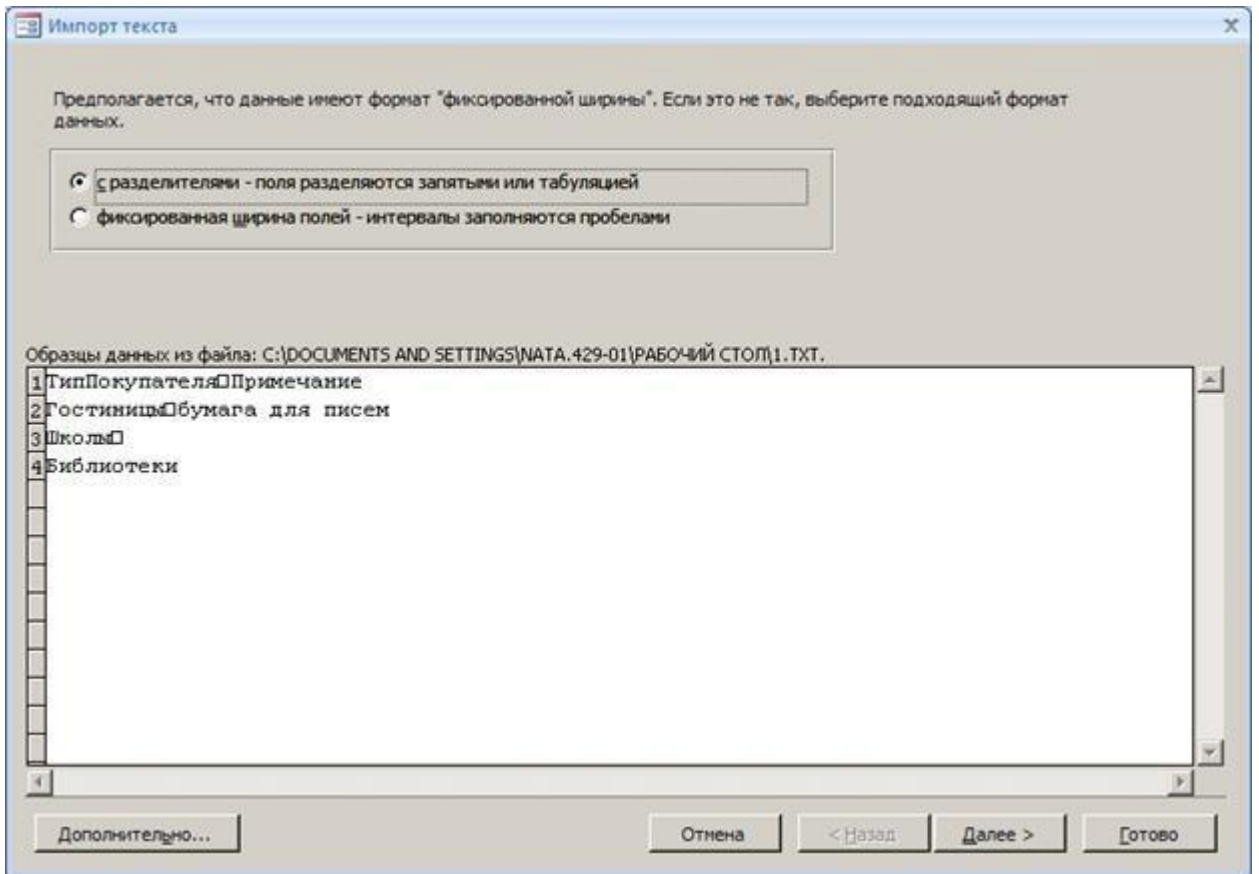 Импорт текста
Предполагается, что данные имеют формат "фиксированной ширины". Если это не так, выберите подходящий формат
данных.
с разделителями - поля разделяются запятыми или табуляцией
фиксированная ширина полей - интервалы заполняются пробелами
Образцы данных из файла: C:\DOCUMENTS AND SETTINGS\NATA.429-01\РАБОЧИЙ СТОЛ\1.TXT.
1 ТипПокупателя□Примечание
2 Гостиницы□бумага для писем
3 Школы□
4 Библиотеки
Дополнительно... Отмена < Назад Далее > Готово